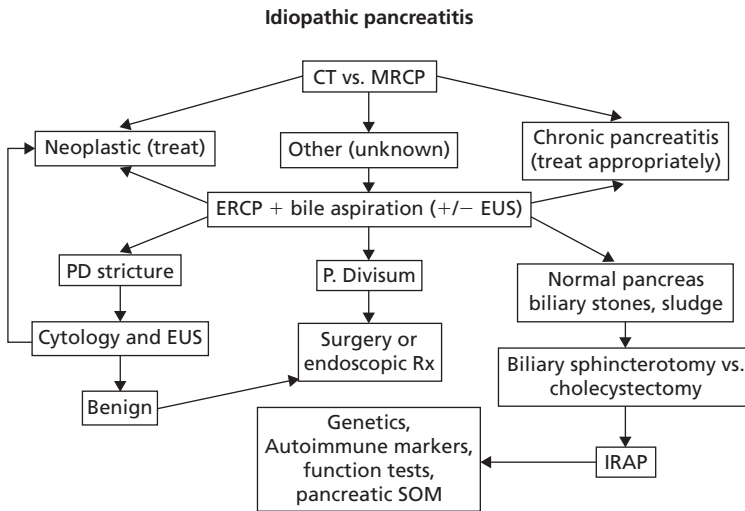 Idiopathic pancreatitis
CT vs. MRCP
Neoplastic (treat)
Other (unknown)
Chronic pancreatitis
(treat appropriately)
ERCP + bile aspiration (+/− EUS)
PD stricture
P. Divisum
Normal pancreas
biliary stones, sludge
Cytology and EUS
Surgery or
endoscopic Rx
Biliary sphincterotomy vs.
cholecystectomy
Benign
Genetics,
Autoimmune markers,
function tests,
pancreatic SOM
IRAP